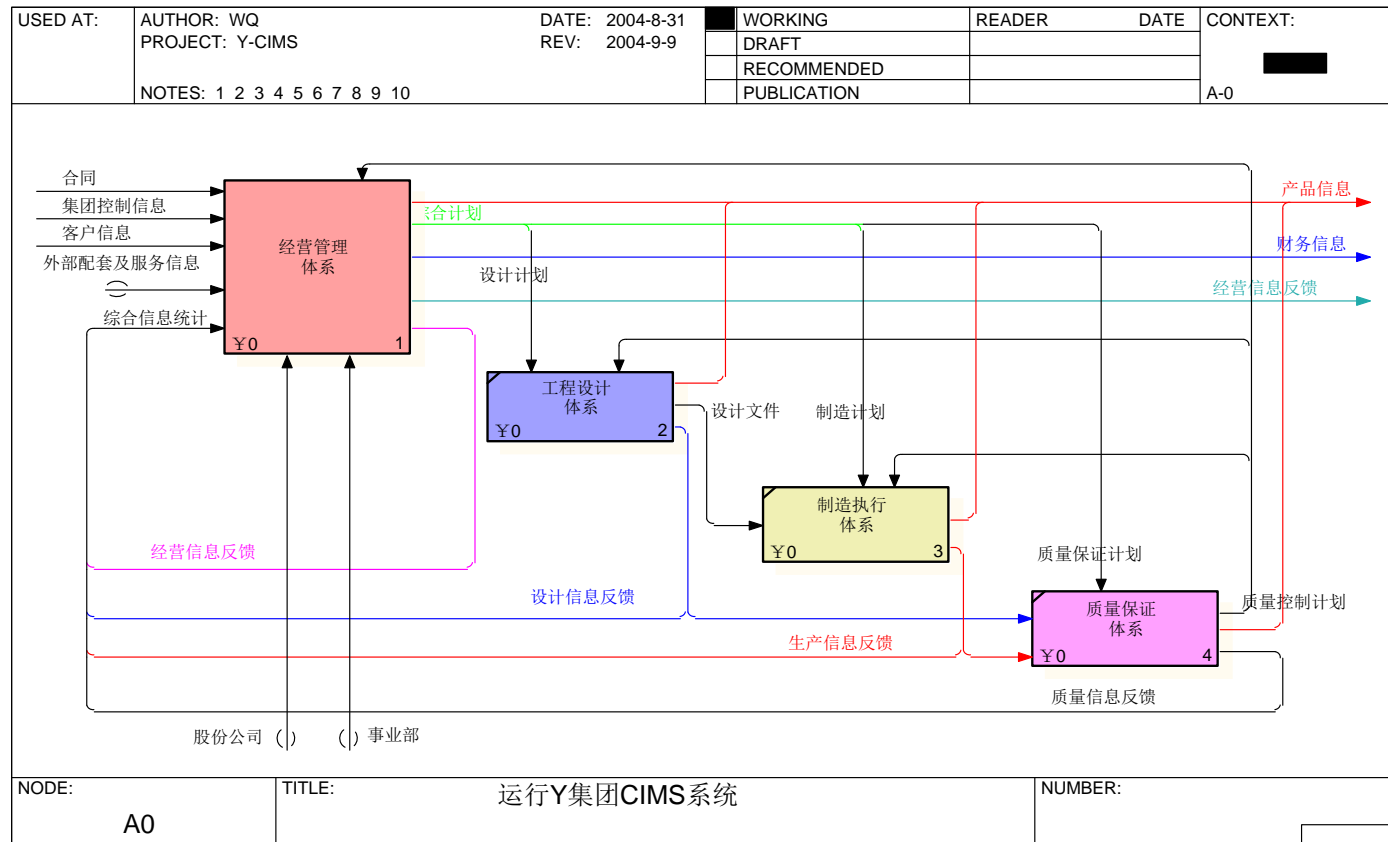 USED AT:
AUTHOR: WQ
DATE: 2004-8-31
PROJECT: Y-CIMS
REV: 2004-9-9
NOTES: 1 2 3 4 5 6 7 8 9 10
WORKING
DRAFT
RECOMMENDED
PUBLICATION
READER DATE
CONTEXT:
A-0
合同
集团控制信息
客户信息
外部配套及服务信息
综合信息统计
经营管理
体系
¥0 1
合计划
产品信息
财务信息
经营信息反馈
设计计划
工程设计
体系
¥0 2
设计文件
制造计划
制造执行
体系
¥0 3
经营信息反馈
质量保证计划
设计信息反馈
质量保证
体系
¥0 4
质量控制计划
生产信息反馈
质量信息反馈
股份公司
事业部
NODE:
A0
TITLE:
运行Y集团CIMS系统
NUMBER: